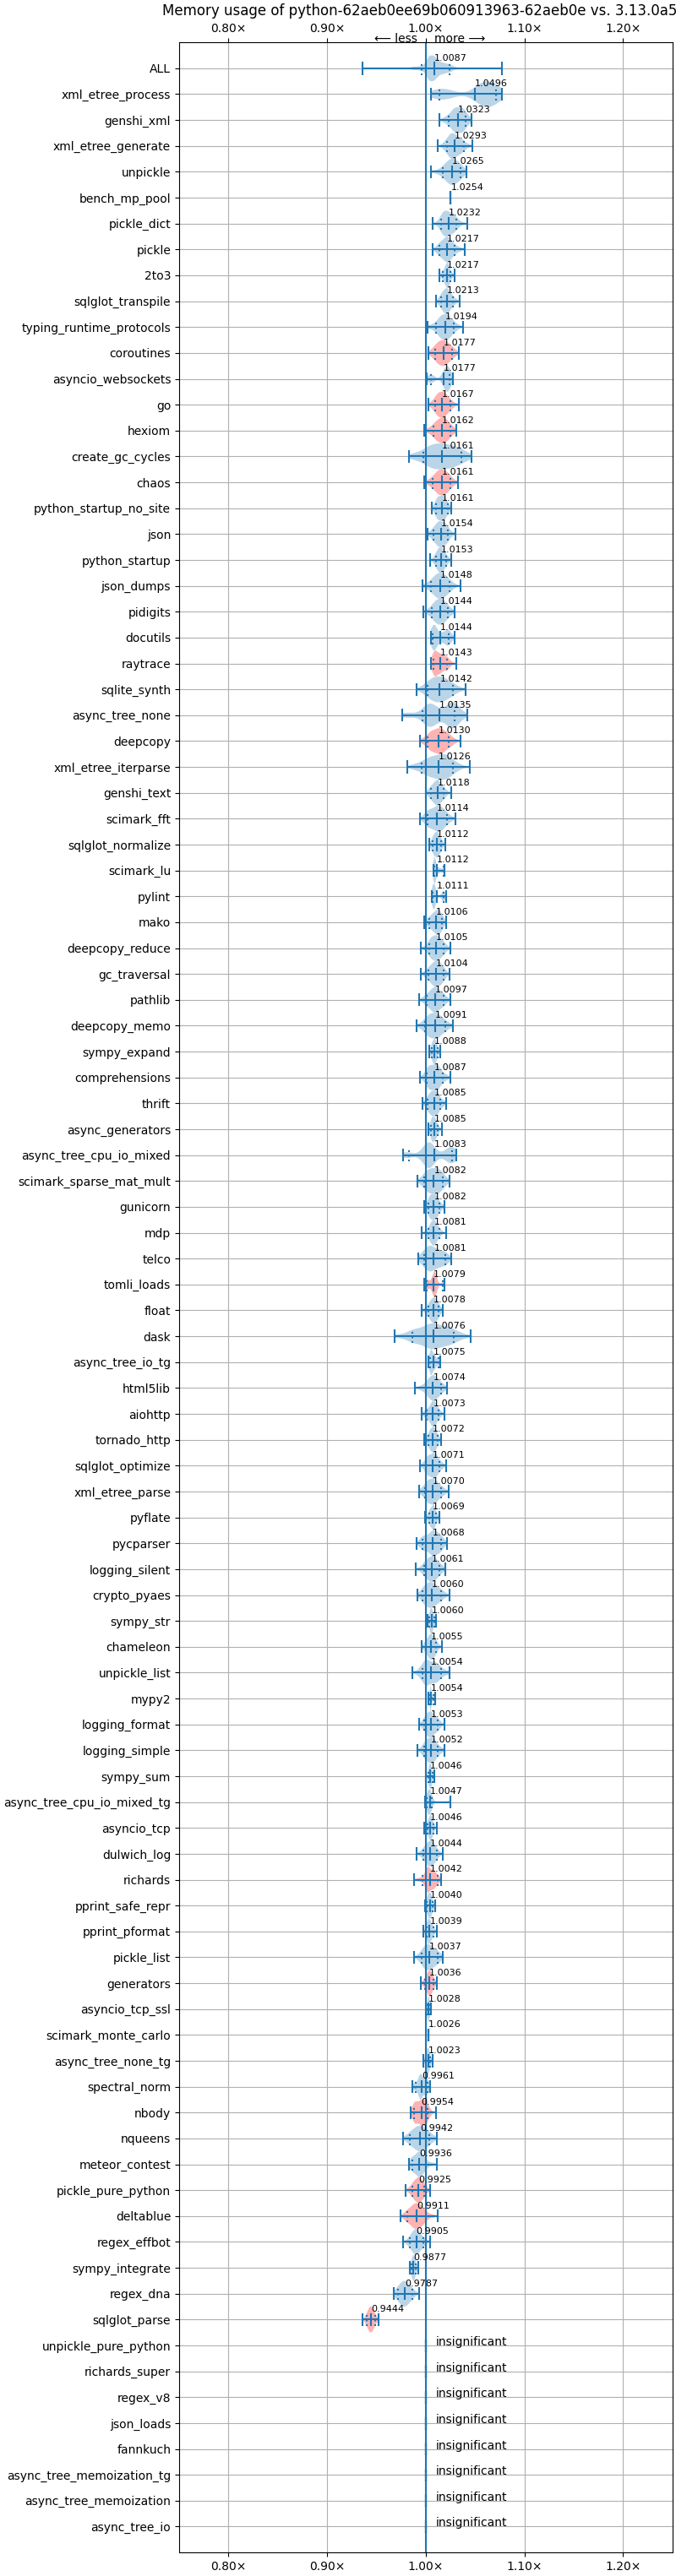 Memory usage of python-62aeb0ee69b060913963-62aeb0e vs. 3.13.0a5
0.80× 0.90× 1.00× 1.10× 1.20×
⟵ less more ⟶
ALL 1.0087
xml_etree_process 1.0496
genshi_xml 1.0323
xml_etree_generate 1.0293
unpickle 1.0265
bench_mp_pool 1.0254
pickle_dict 1.0232
pickle 1.0217
2to3 1.0217
sqlglot_transpile 1.0213
typing_runtime_protocols 1.0194
coroutines 1.0177
asyncio_websockets 1.0177
go 1.0167
hexiom 1.0162
create_gc_cycles 1.0161
chaos 1.0161
python_startup_no_site 1.0161
json 1.0154
python_startup 1.0153
json_dumps 1.0148
pidigits 1.0144
docutils 1.0144
raytrace 1.0143
sqlite_synth 1.0142
async_tree_none 1.0135
deepcopy 1.0130
xml_etree_iterparse 1.0126
genshi_text 1.0118
scimark_fft 1.0114
sqlglot_normalize 1.0112
scimark_lu 1.0112
pylint 1.0111
mako 1.0106
deepcopy_reduce 1.0105
gc_traversal 1.0104
pathlib 1.0097
deepcopy_memo 1.0091
sympy_expand 1.0088
comprehensions 1.0087
thrift 1.0085
async_generators 1.0085
async_tree_cpu_io_mixed 1.0083
scimark_sparse_mat_mult 1.0082
gunicorn 1.0082
mdp 1.0081
telco 1.0081
tomli_loads 1.0079
float 1.0078
dask 1.0076
async_tree_io_tg 1.0075
html5lib 1.0074
aiohttp 1.0073
tornado_http 1.0072
sqlglot_optimize 1.0071
xml_etree_parse 1.0070
pyflate 1.0069
pycparser 1.0068
logging_silent 1.0061
crypto_pyaes 1.0060
sympy_str 1.0060
chameleon 1.0055
unpickle_list 1.0054
mypy2 1.0054
logging_format 1.0053
logging_simple 1.0052
sympy_sum 1.0046
async_tree_cpu_io_mixed_tg 1.0047
asyncio_tcp 1.0046
dulwich_log 1.0044
richards 1.0042
pprint_safe_repr 1.0040
pprint_pformat 1.0039
pickle_list 1.0037
generators 1.0036
asyncio_tcp_ssl 1.0028
scimark_monte_carlo 1.0026
async_tree_none_tg 1.0023
spectral_norm 0.9961
nbody 0.9954
nqueens 0.9942
meteor_contest 0.9936
pickle_pure_python 0.9925
deltablue 0.9911
regex_effbot 0.9905
sympy_integrate 0.9877
regex_dna 0.9787
sqlglot_parse 0.9444
unpickle_pure_python insignificant
richards_super insignificant
regex_v8 insignificant
json_loads insignificant
fannkuch insignificant
async_tree_memoization_tg insignificant
async_tree_memoization insignificant
async_tree_io insignificant
0.80× 0.90× 1.00× 1.10× 1.20×